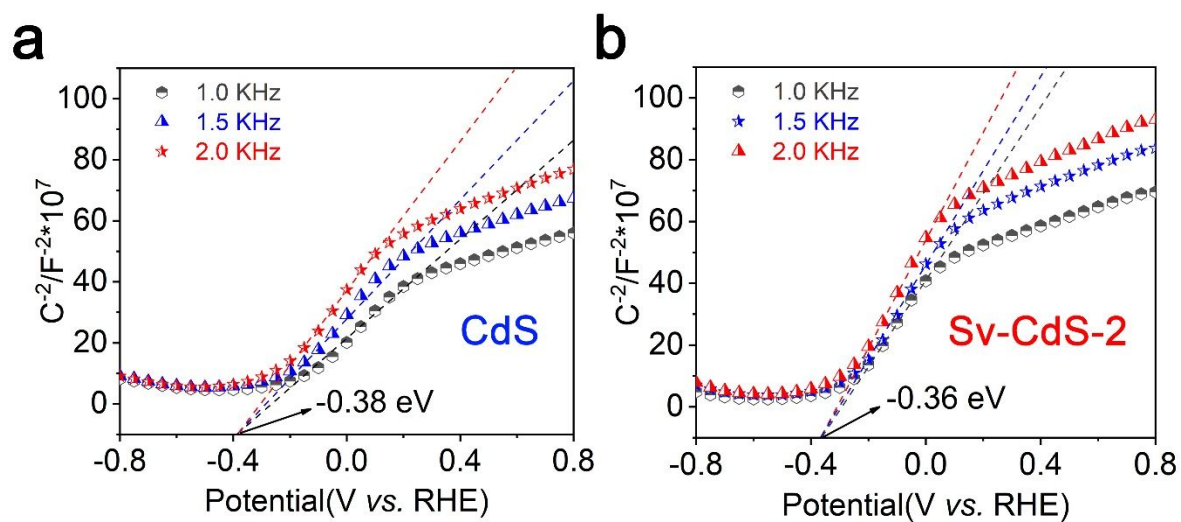 a
C⁻²/F⁻²*10⁷
100
80
60
40
20
0
1.0 KHz
1.5 KHz
2.0 KHz
CdS
-0.38 eV
-0.8 -0.4 0.0 0.4 0.8
Potential(V vs. RHE)
b
C⁻²/F⁻²*10⁷
100
80
60
40
20
0
1.0 KHz
1.5 KHz
2.0 KHz
Sv-CdS-2
-0.36 eV
-0.8 -0.4 0.0 0.4 0.8
Potential(V vs. RHE)